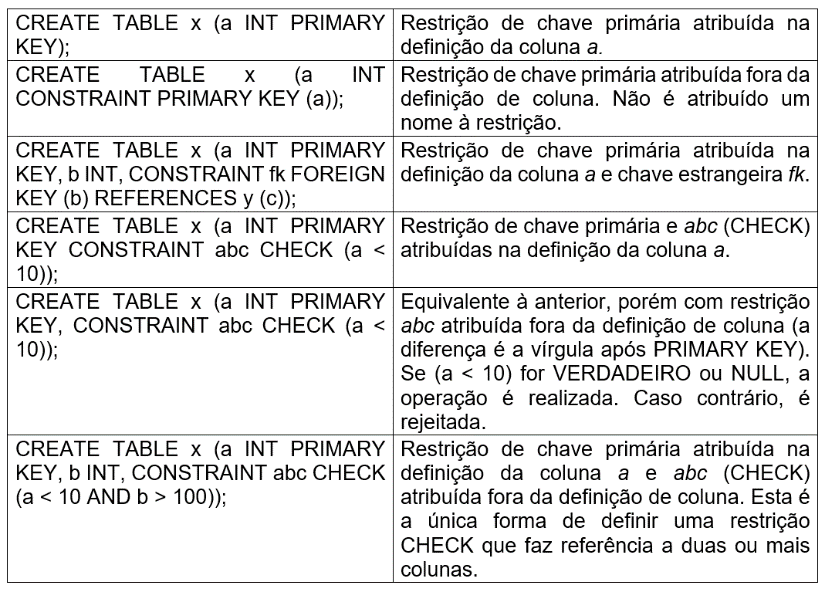 CREATE TABLE x (a INT PRIMARY
KEY);
Restrição de chave primária atribuída na
definição da coluna a.
CREATE TABLE x (a INT
CONSTRAINT PRIMARY KEY (a));
Restrição de chave primária atribuída fora da
definição de coluna. Não é atribuído um
nome à restrição.
CREATE TABLE x (a INT PRIMARY
KEY, b INT, CONSTRAINT fk FOREIGN
KEY (b) REFERENCES y (c));
Restrição de chave primária atribuída na
definição da coluna a e chave estrangeira fk.
CREATE TABLE x (a INT PRIMARY
KEY CONSTRAINT abc CHECK (a <
10));
Restrição de chave primária e abc (CHECK)
atribuídas na definição da coluna a.
CREATE TABLE x (a INT PRIMARY
KEY, CONSTRAINT abc CHECK (a <
10));
Equivalente à anterior, porém com restrição
abc atribuída fora da definição de coluna (a
diferença é a vírgula após PRIMARY KEY).
Se (a < 10) for VERDADEIRO ou NULL, a
operação é realizada. Caso contrário, é
rejeitada.
CREATE TABLE x (a INT PRIMARY
KEY, b INT, CONSTRAINT abc CHECK
(a < 10 AND b > 100));
Restrição de chave primária atribuída na
definição da coluna a e abc (CHECK)
atribuída fora da definição de coluna. Esta é
a única forma de definir uma restrição
CHECK que faz referência a duas ou mais
colunas.